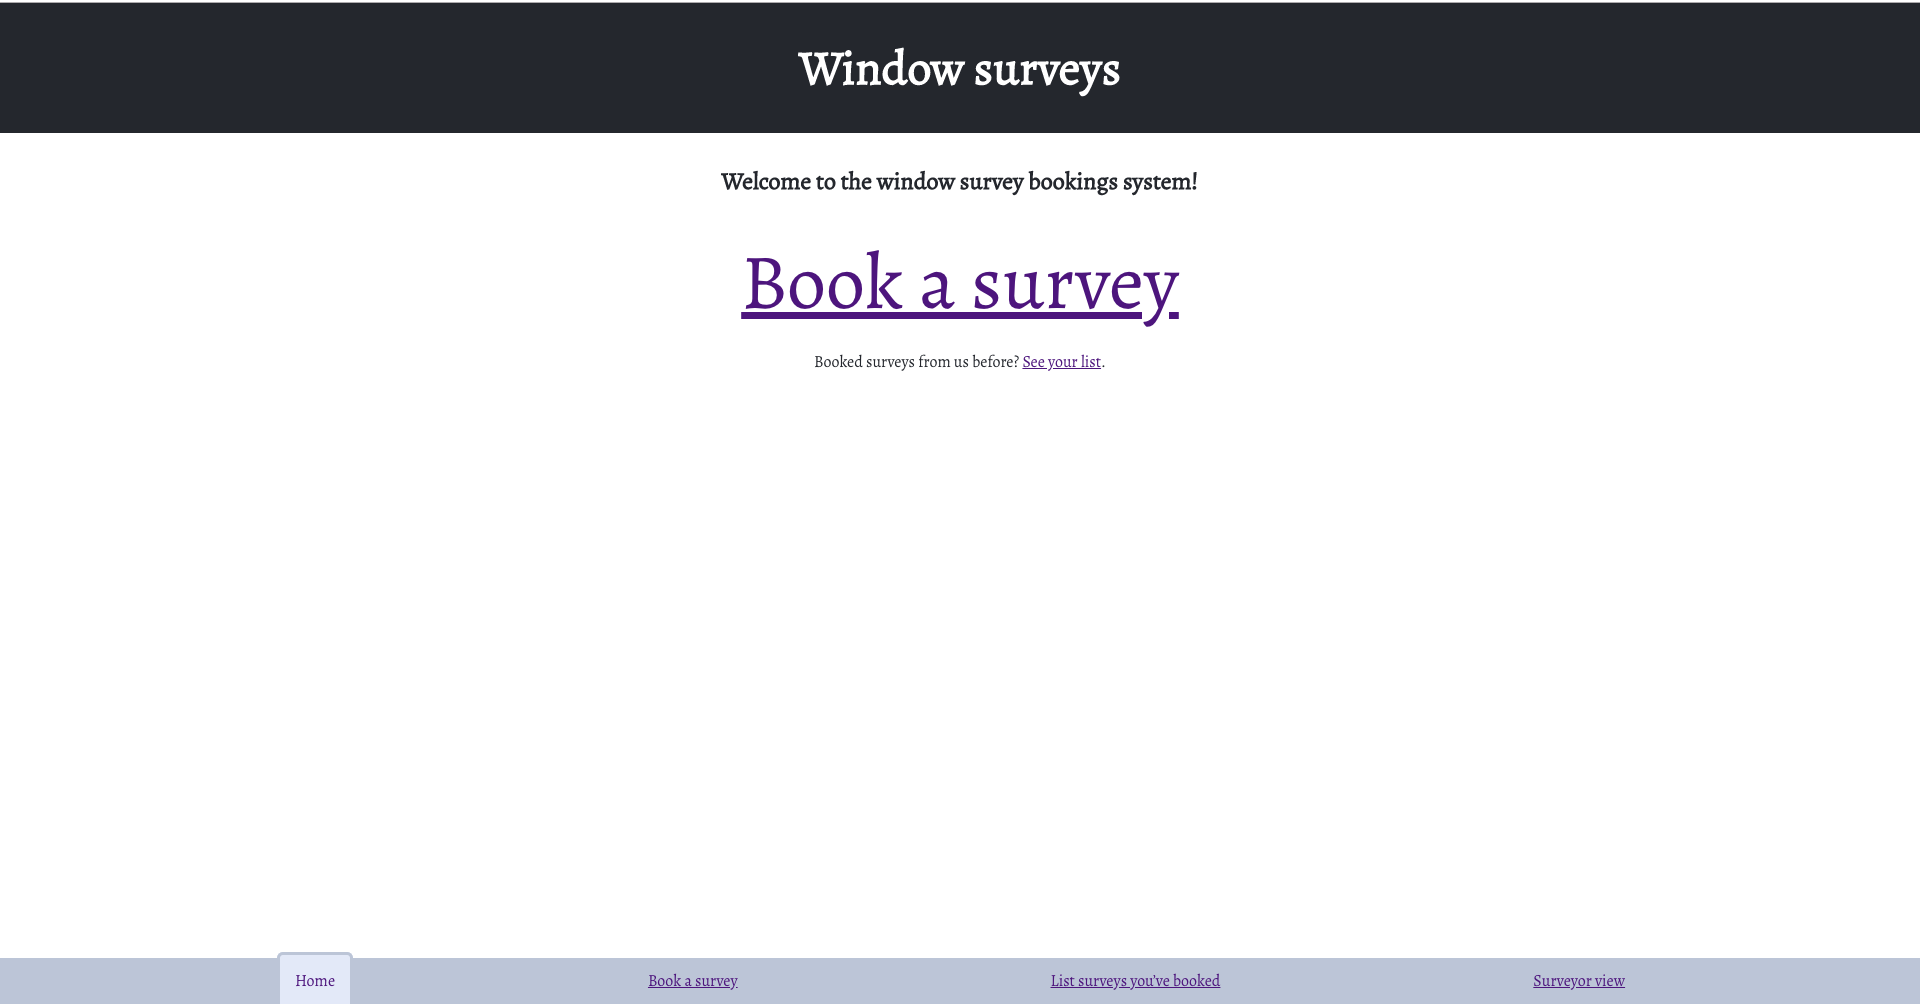 Window surveys
Welcome to the window survey bookings system!
Book a survey
Booked surveys from us before? See your list.
Home
Book a survey
List surveys you've booked
Surveyor view